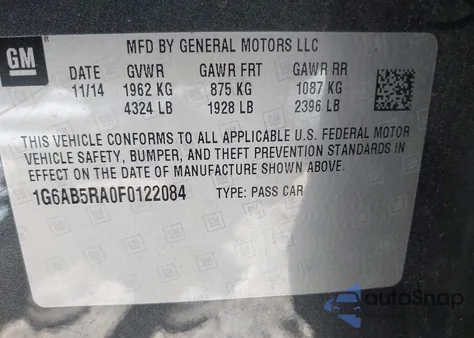 GM
MFD BY GENERAL MOTORS LLC
DATE GVWR GAWR FRT GAWR RR
11/14 1962 KG 875 KG 1087 KG
4324 LB 1928 LB 2396 LB
THIS VEHICLE CONFORMS TO ALL APPLICABLE U.S. FEDERAL MOTOR
VEHICLE SAFETY, BUMPER, AND THEFT PREVENTION STANDARDS IN
EFFECT ON THE DATE OF MANUFACTURE SHOWN ABOVE.
1G6AB5RA0F0122084 TYPE: PASS CAR
autoSnap